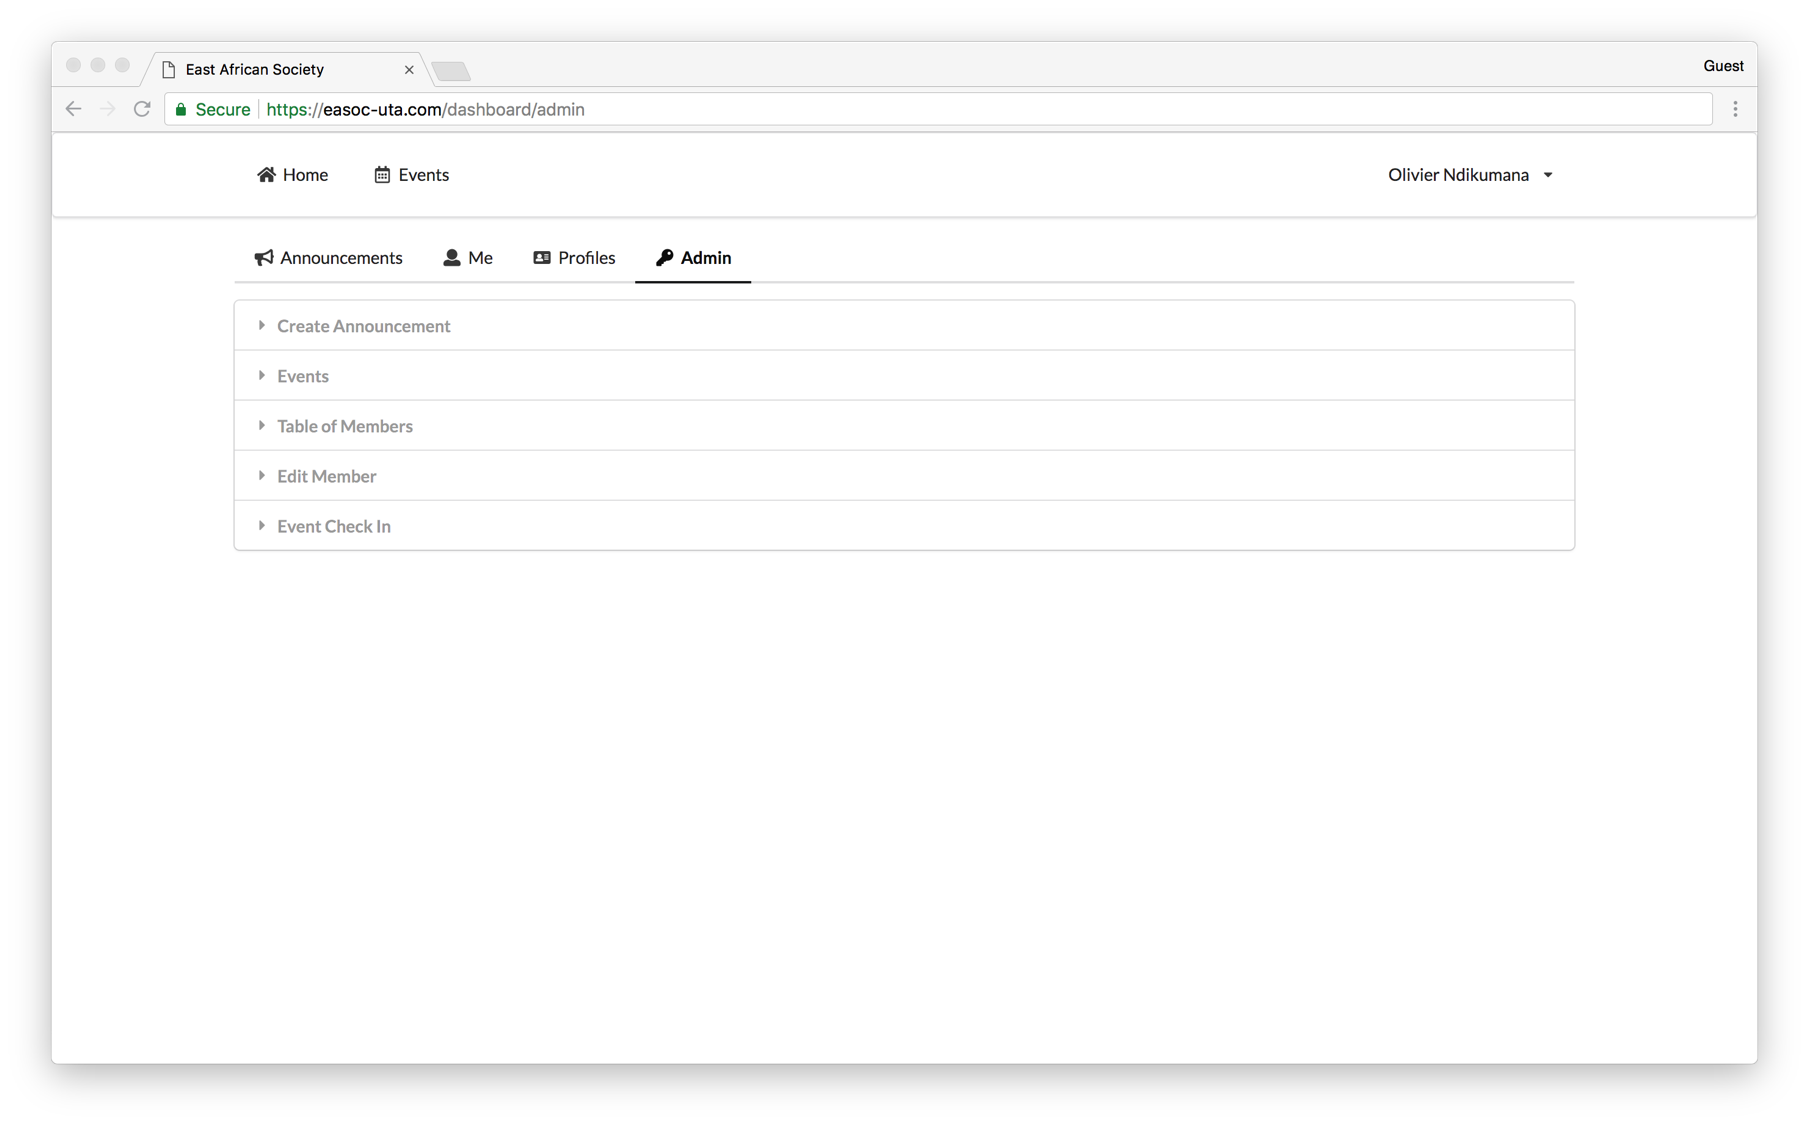 East African Society
Guest
Secure https://easoc-uta.com/dashboard/admin
Home Events Olivier Ndikumana
Announcements Me Profiles Admin
Create Announcement
Events
Table of Members
Edit Member
Event Check In